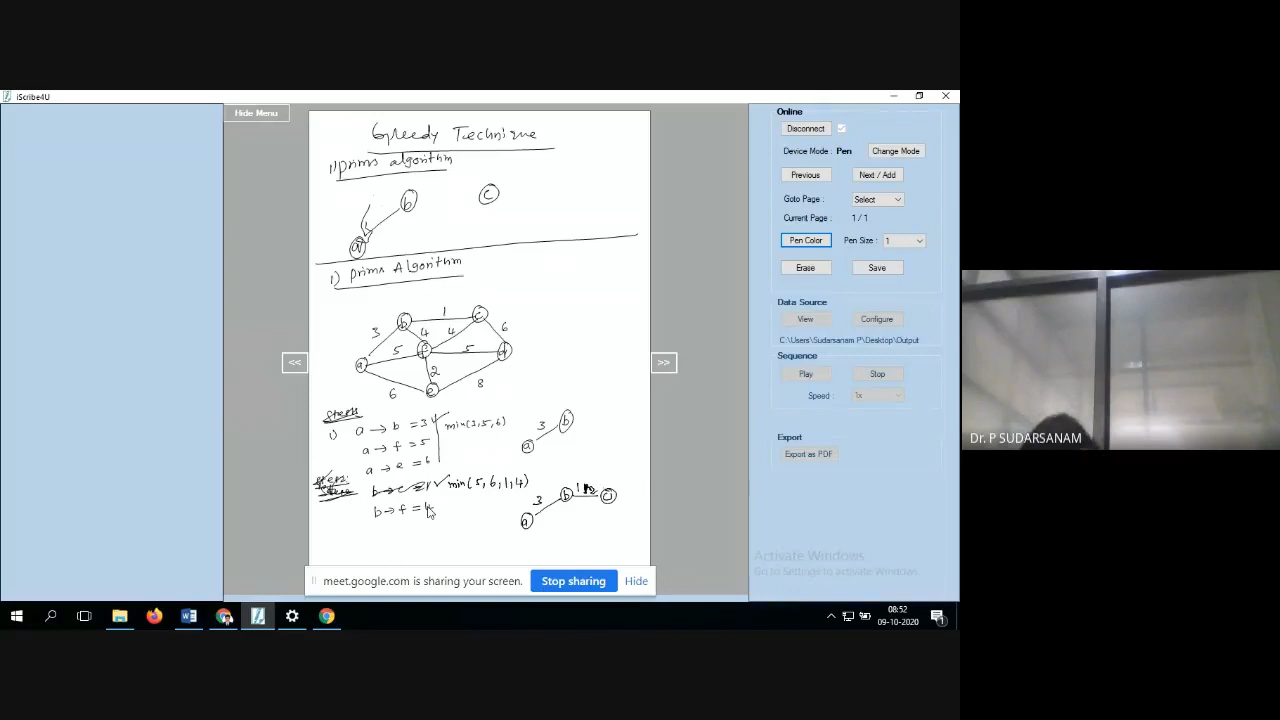 iScribe4U
Hide Menu
Greedy Technique
1) prims algorithm
b
c
a
1) prims Algorithm
1
b
c
3
4
4
6
5
f
5
d
a
2
6
8
e
1) a → b = 3 ✓ min(3,5,6)
a → f = 5
a → e = 6
3
b
a
b → c = 1 ✓ min(5,6,1,4)
b → f = 4
1
b
c
3
a
<<
>>
meet.google.com is sharing your screen.
Stop sharing
Hide
Online
Disconnect
Device Mode : Pen
Change Mode
Previous
Next / Add
Goto Page :
Select
Current Page : 1 / 1
Pen Color
Pen Size : 1
Erase
Save
Data Source
View
Configure
C:\Users\Sudarsanam P\Desktop\Output
Sequence
Play
Stop
Speed : 1x
Export
Export as PDF
Activate Windows
Go to Settings to activate Windows.
08:52
09-10-2020
Dr. P SUDARSANAM